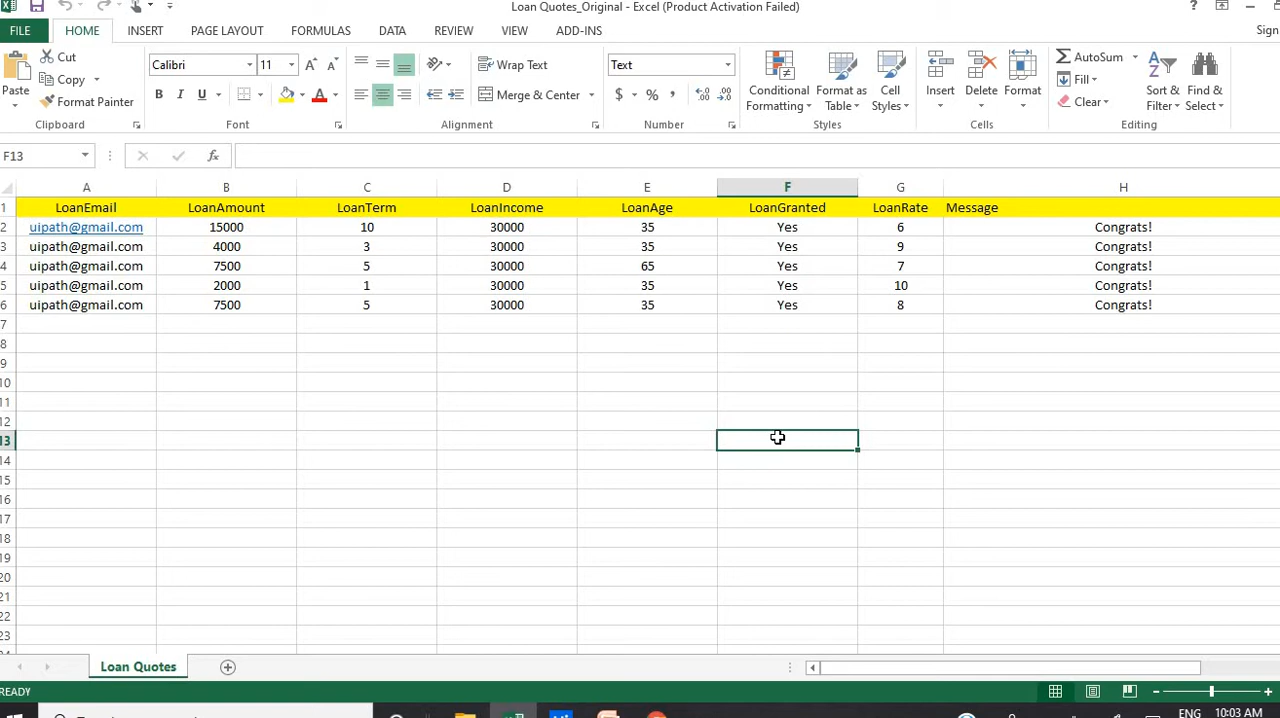 Loan Quotes_Original - Excel (Product Activation Failed)
?
FILE HOME INSERT PAGE LAYOUT FORMULAS DATA REVIEW VIEW ADD-INS Sign
Paste Cut Calibri 11 A A Wrap Text Text Conditional Format as Cell Insert Delete Format AutoSum Sort & Find &
Copy B I U A Merge & Center $ % , Formatting Table Styles Fill Filter Select
Format Painter Clear
Clipboard Font Alignment Number Styles Cells Editing
F13 fx
A B C D E F G H
1 LoanEmail LoanAmount LoanTerm LoanIncome LoanAge LoanGranted LoanRate Message
2 uipath@gmail.com 15000 10 30000 35 Yes 6 Congrats!
3 uipath@gmail.com 4000 3 30000 35 Yes 9 Congrats!
4 uipath@gmail.com 7500 5 30000 65 Yes 7 Congrats!
5 uipath@gmail.com 2000 1 30000 35 Yes 10 Congrats!
6 uipath@gmail.com 7500 5 30000 35 Yes 8 Congrats!
7
8
9
10
11
12
13
14
15
16
17
18
19
20
21
22
23
Loan Quotes
READY
ENG 10:03 AM